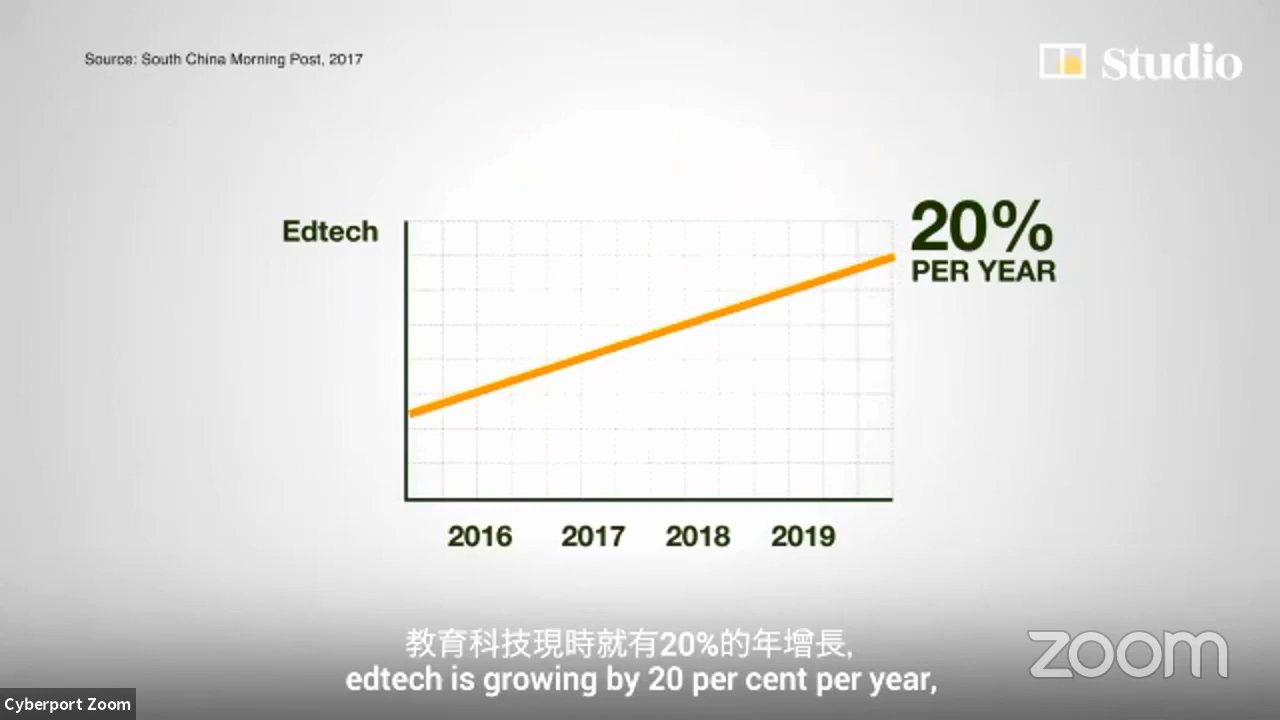 Source: South China Morning Post, 2017
Studio
Edtech
20%
PER YEAR
2016 2017 2018 2019
教育科技現時就有20%的年增長,
edtech is growing by 20 per cent per year,
zoom
Cyberport Zoom